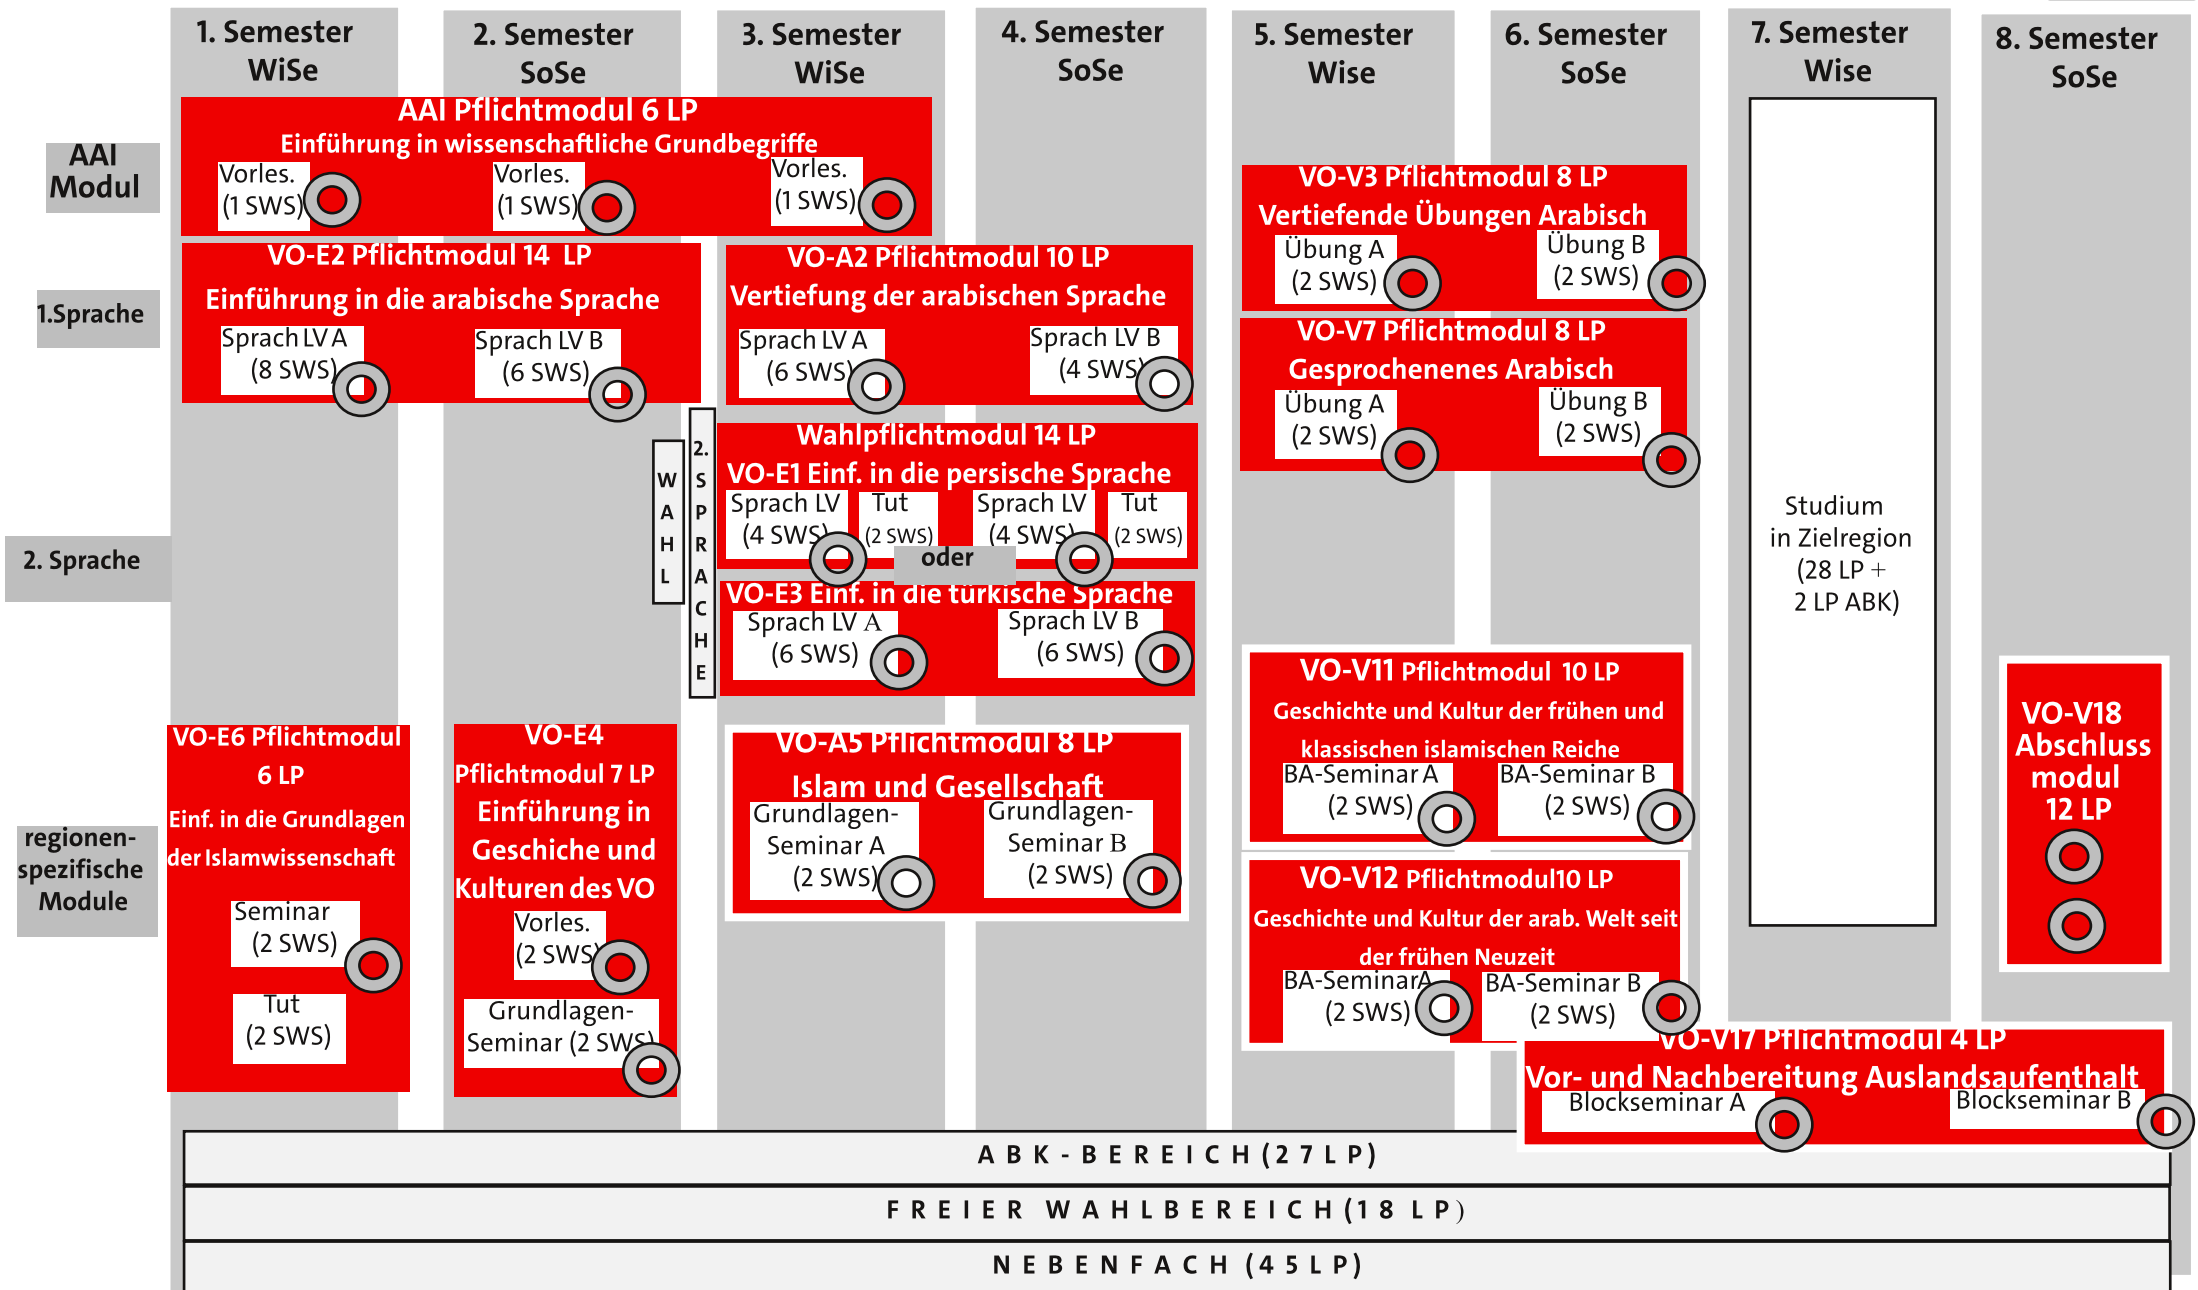 1. Semester
WiSe
2. Semester
SoSe
3. Semester
WiSe
4. Semester
SoSe
5. Semester
Wise
6. Semester
SoSe
7. Semester
Wise
8. Semester
SoSe
AAI
Modul
AAI Pflichtmodul 6 LP
Einführung in wissenschaftliche Grundbegriffe
Vorles.
(1 SWS)
Vorles.
(1 SWS)
Vorles.
(1 SWS)
1.Sprache
VO-E2 Pflichtmodul 14 LP
Einführung in die arabische Sprache
Sprach LV A
(8 SWS)
Sprach LV B
(6 SWS)
VO-A2 Pflichtmodul 10 LP
Vertiefung der arabischen Sprache
Sprach LV A
(6 SWS)
Sprach LV B
(4 SWS)
VO-V3 Pflichtmodul 8 LP
Vertiefende Übungen Arabisch
Übung A
(2 SWS)
Übung B
(2 SWS)
VO-V7 Pflichtmodul 8 LP
Gesprochenenes Arabisch
Übung A
(2 SWS)
Übung B
(2 SWS)
2. Sprache
WAHL
2. SPRACHE
Wahlpflichtmodul 14 LP
VO-E1 Einf. in die persische Sprache
Sprach LV
(4 SWS)
Tut
(2 SWS)
Sprach LV
(4 SWS)
Tut
(2 SWS)
oder
VO-E3 Einf. in die türkische Sprache
Sprach LV A
(6 SWS)
Sprach LV B
(6 SWS)
Studium
in Zielregion
(28 LP +
2 LP ABK)
regionen-
spezifische
Module
VO-E6 Pflichtmodul
6 LP
Einf. in die Grundlagen
der Islamwissenschaft
Seminar
(2 SWS)
Tut
(2 SWS)
VO-E4
Pflichtmodul 7 LP
Einführung in
Geschiche und
Kulturen des VO
Vorles.
(2 SWS)
Grundlagen-
Seminar (2 SWS)
VO-A5 Pflichtmodul 8 LP
Islam und Gesellschaft
Grundlagen-
Seminar A
(2 SWS)
Grundlagen-
Seminar B
(2 SWS)
VO-V11 Pflichtmodul 10 LP
Geschichte und Kultur der frühen und
klassischen islamischen Reiche
BA-Seminar A
(2 SWS)
BA-Seminar B
(2 SWS)
VO-V12 Pflichtmodul10 LP
Geschichte und Kultur der arab. Welt seit
der frühen Neuzeit
BA-SeminarA
(2 SWS)
BA-Seminar B
(2 SWS)
VO-V18
Abschluss
modul
12 LP
VO-V17 Pflichtmodul 4 LP
Vor- und Nachbereitung Auslandsaufenthalt
Blockseminar A
Blockseminar B
ABK-BEREICH(27LP)
FREIER WAHLBEREICH(18 LP)
NEBENFACH (45LP)